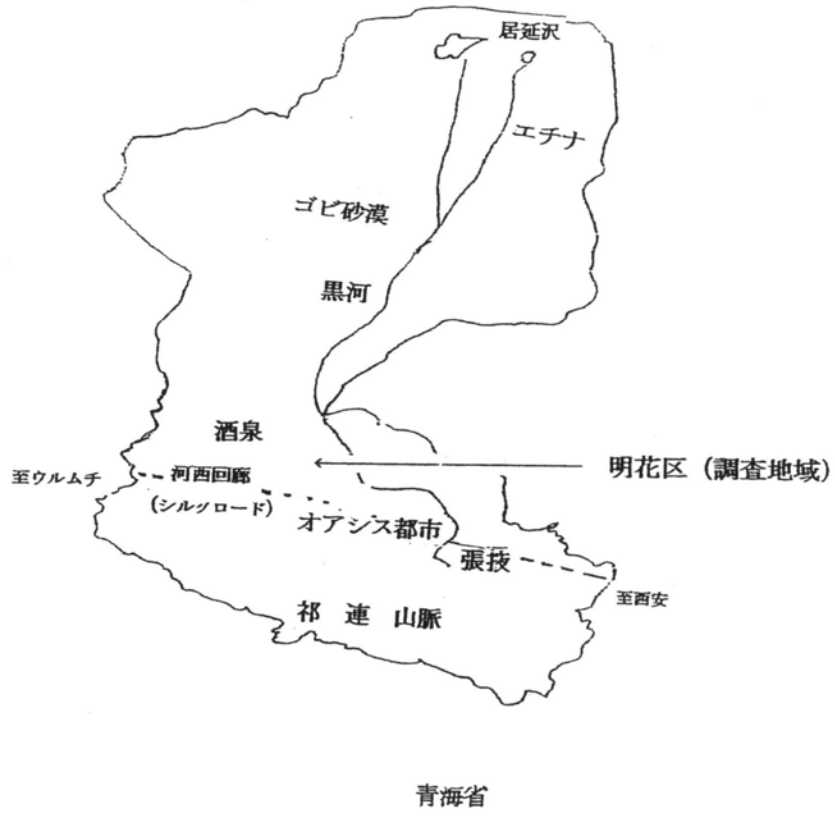 居延沢
エチナ
ゴビ砂漠
黒河
酒泉
明花区（調査地域）
至ウルムチ
河西回廊
（シルクロード）
オアシス都市
張技
至西安
祁連山脈
青海省